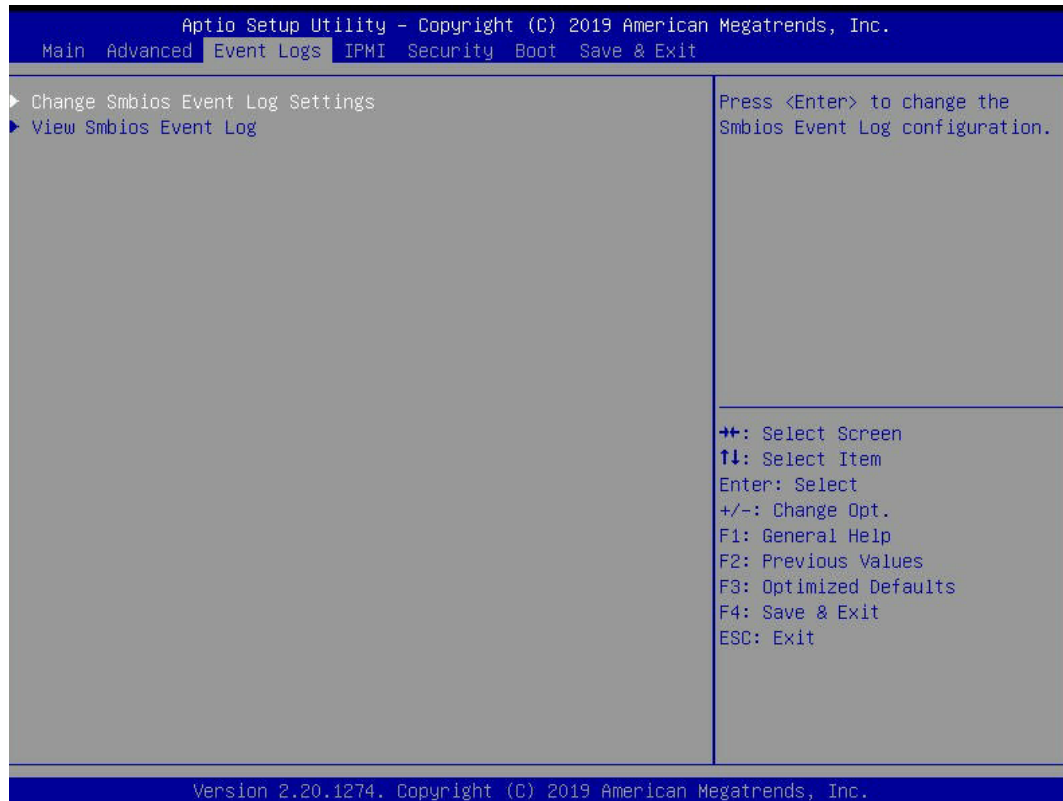 Aptio Setup Utility – Copyright (C) 2019 American Megatrends, Inc.
Main Advanced Event Logs IPMI Security Boot Save & Exit
▶ Change Smbios Event Log Settings
▶ View Smbios Event Log
Press <Enter> to change the
Smbios Event Log configuration.
→←: Select Screen
↑↓: Select Item
Enter: Select
+/-: Change Opt.
F1: General Help
F2: Previous Values
F3: Optimized Defaults
F4: Save & Exit
ESC: Exit
Version 2.20.1274. Copyright (C) 2019 American Megatrends, Inc.